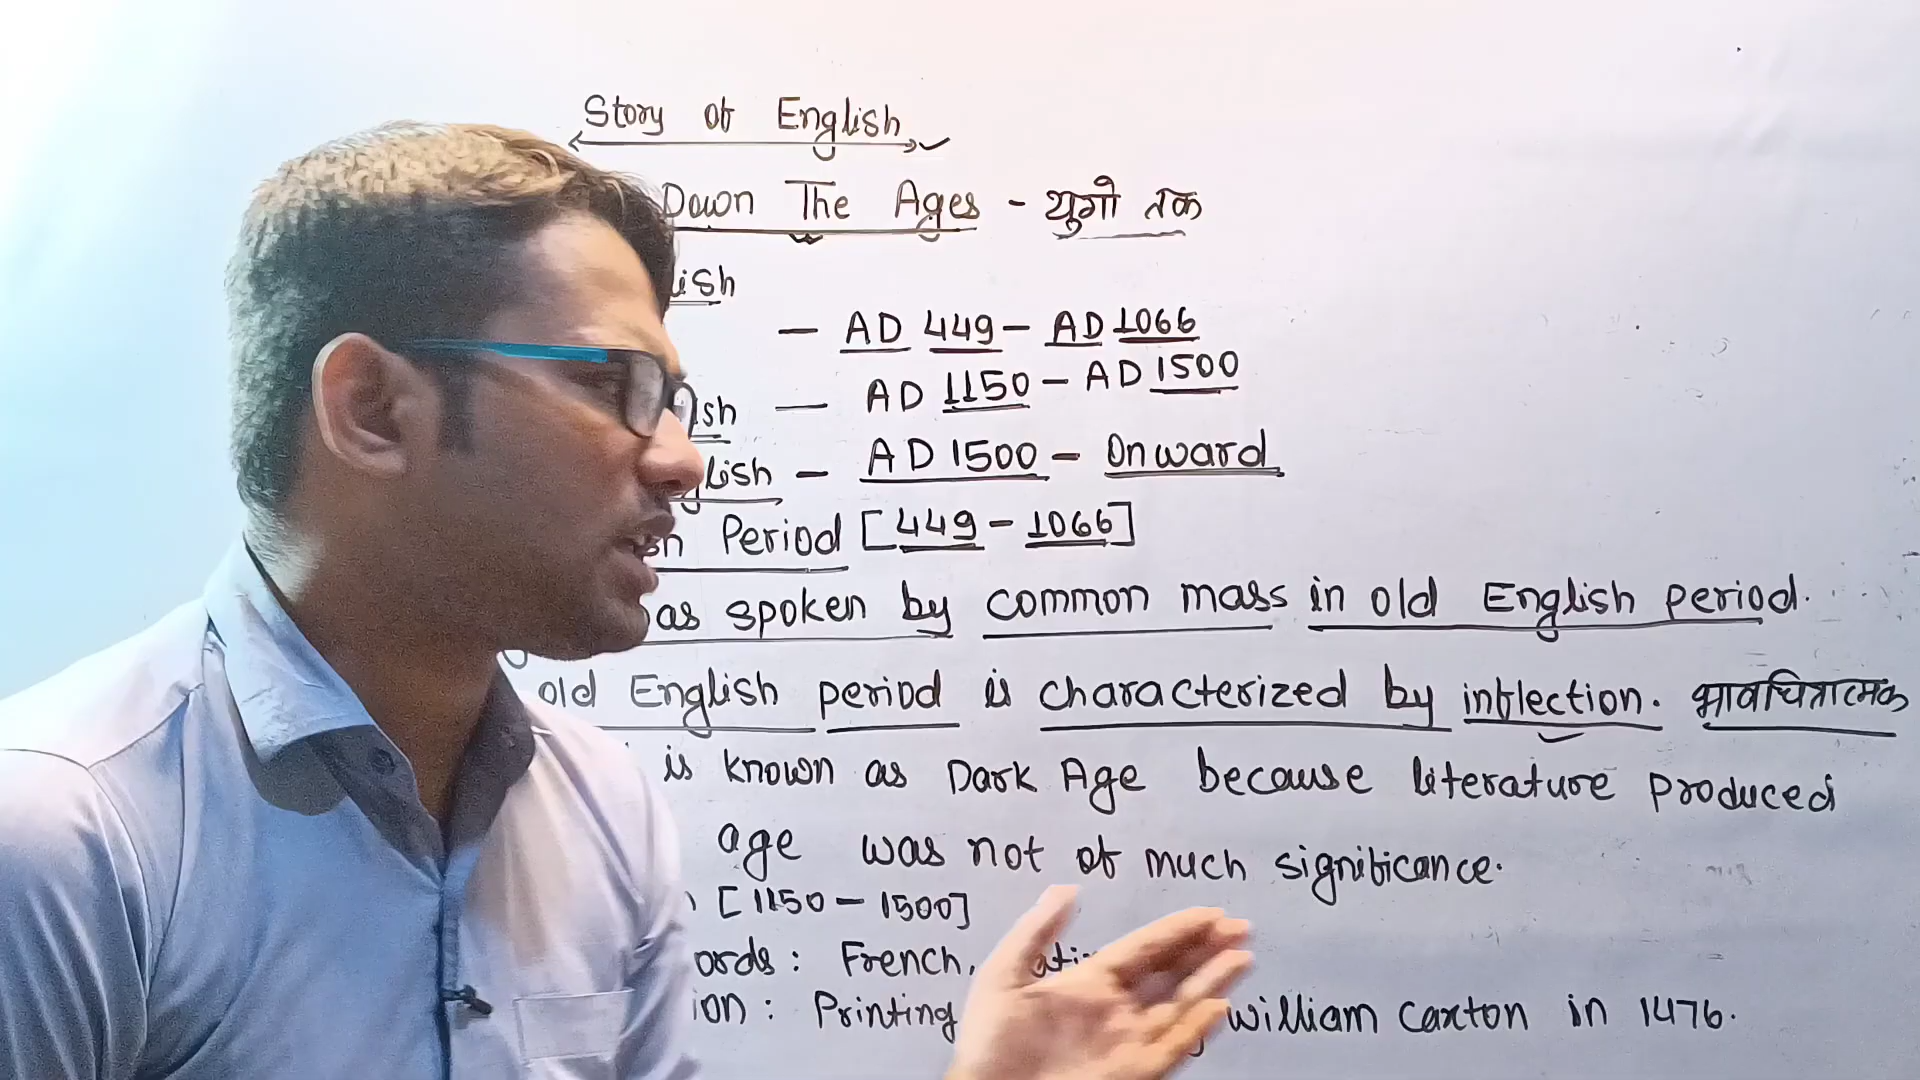 Story of English
Down The Ages - युगो तक
lish
— AD 449 - AD 1066
ish — AD 1150 - AD 1500
glish - AD 1500 - Onward
Period [449 - 1066]
as spoken by common mass in old English period.
old English period is characterized by inflection. भावचित्रात्मक
is known as Dark Age because literature produced
age was not of much significance.
[1150 - 1500]
ords: French,
ion: Printing william Caxton in 1476.